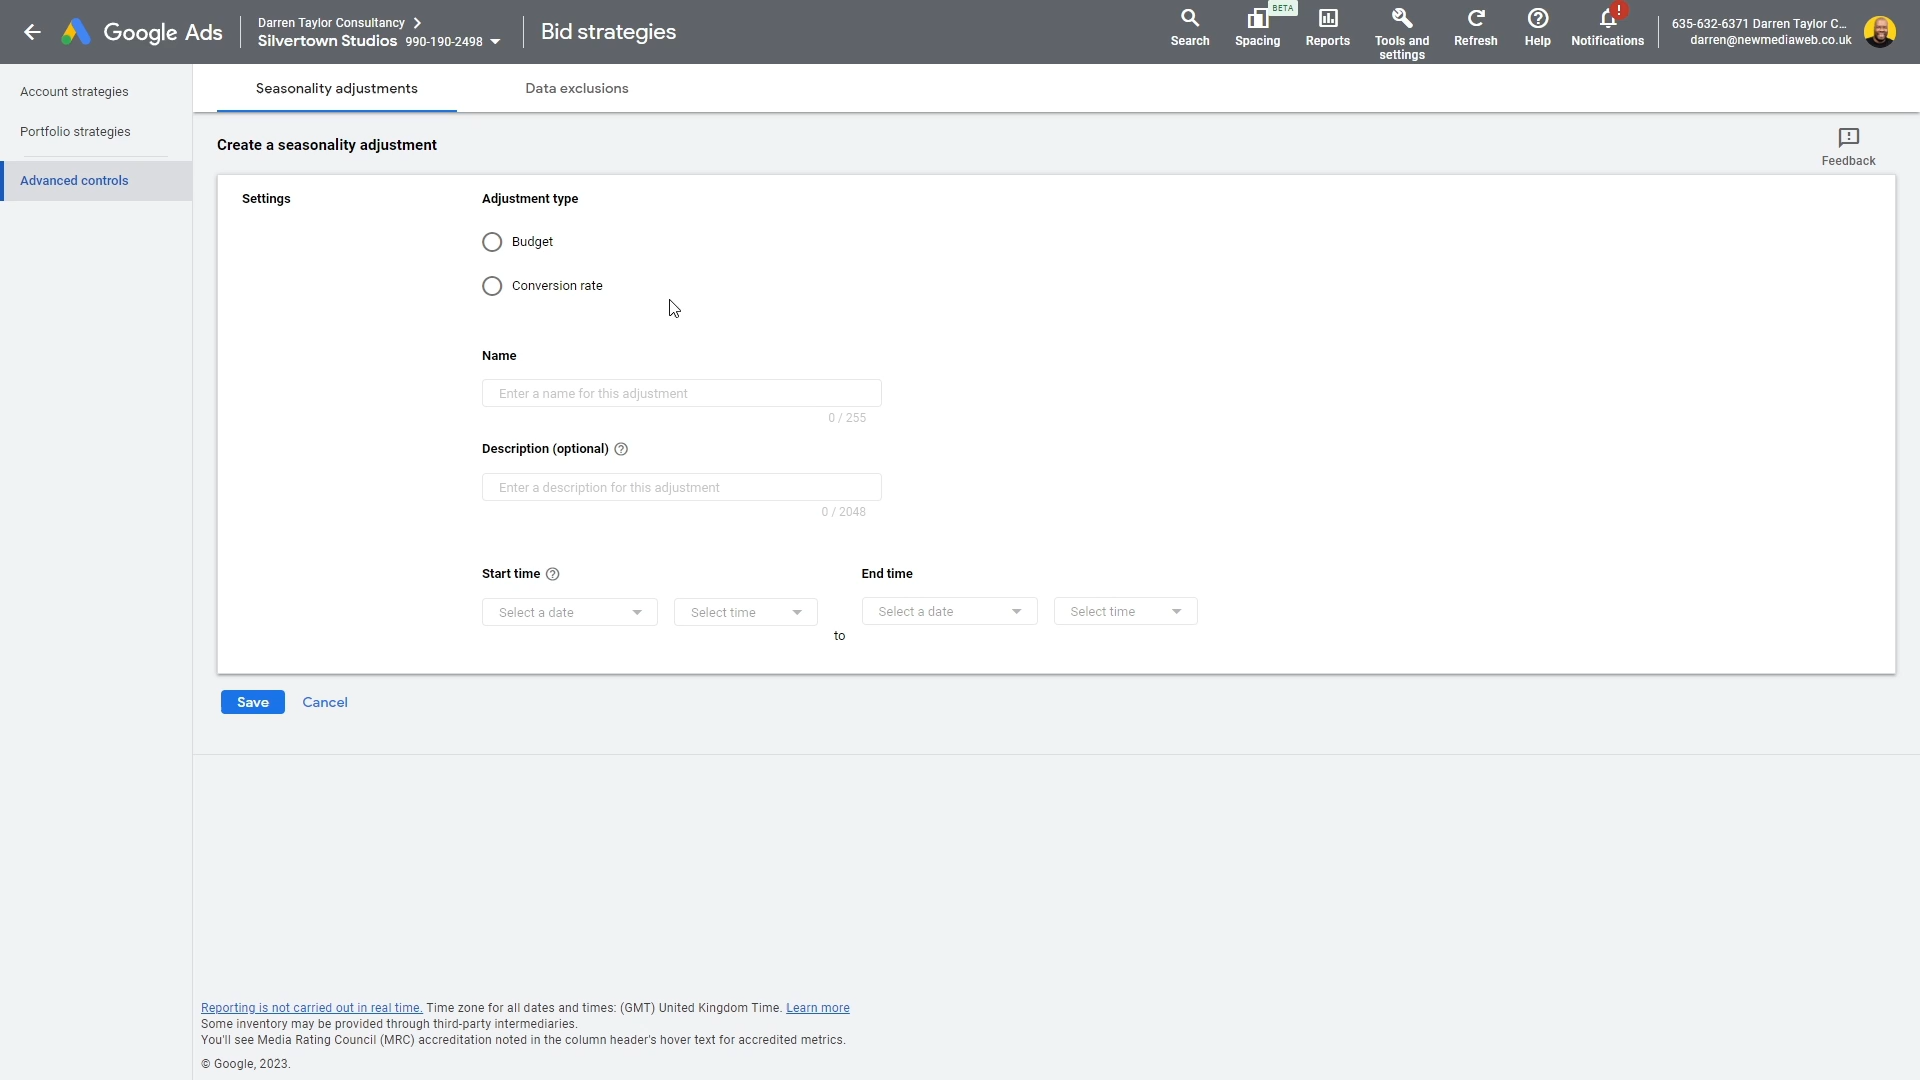 Google Ads
Darren Taylor Consultancy
Silvertown Studios 990-190-2498
Bid strategies
Search
Spacing
BETA
Reports
Tools and
settings
Refresh
Help
Notifications
!
635-632-6371 Darren Taylor C...
darren@newmediaweb.co.uk
Account strategies
Portfolio strategies
Advanced controls
Seasonality adjustments
Data exclusions
Create a seasonality adjustment
Feedback
Settings
Adjustment type
Budget
Conversion rate
Name
Enter a name for this adjustment
0 / 255
Description (optional)
Enter a description for this adjustment
0 / 2048
Start time
End time
Select a date
Select time
to
Select a date
Select time
Save
Cancel
Reporting is not carried out in real time. Time zone for all dates and times: (GMT) United Kingdom Time. Learn more
Some inventory may be provided through third-party intermediaries.
You'll see Media Rating Council (MRC) accreditation noted in the column header's hover text for accredited metrics.
© Google, 2023.